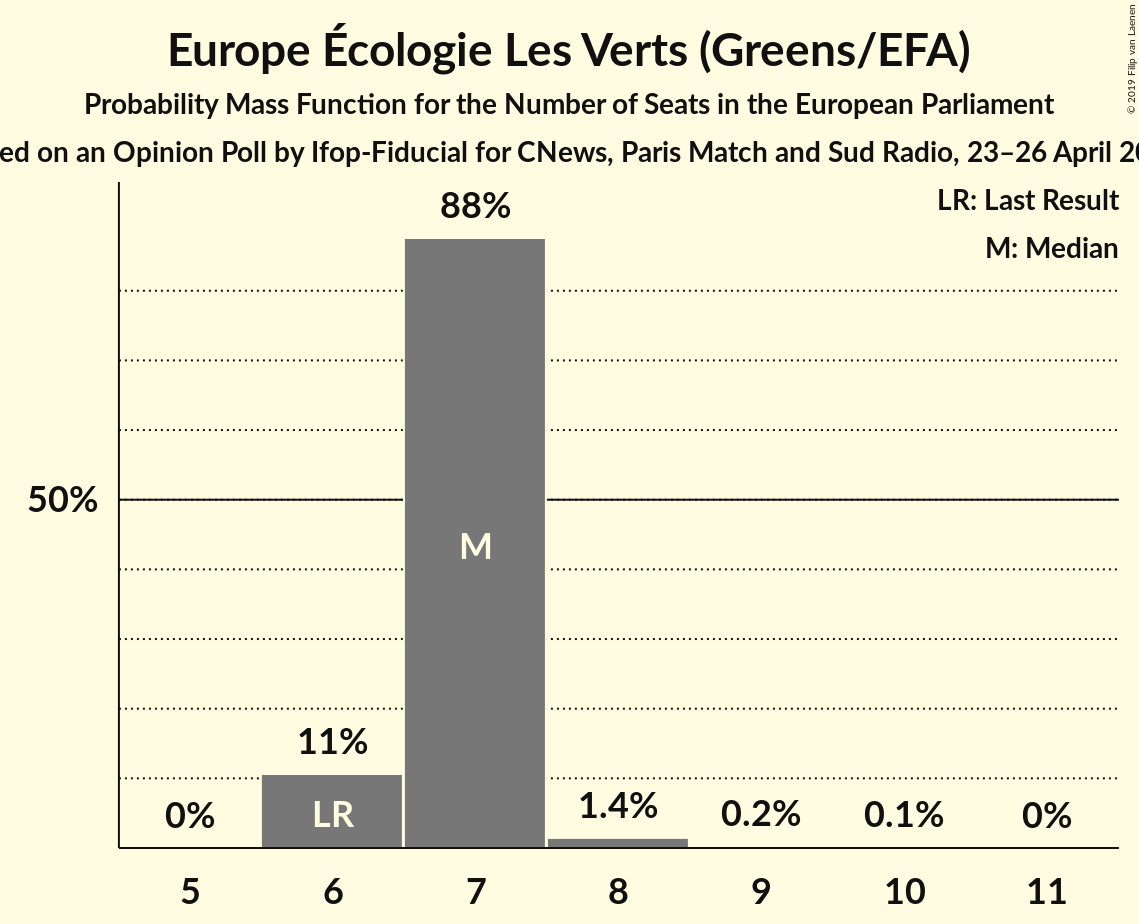 Europe Écologie Les Verts (Greens/EFA)
Probability Mass Function for the Number of Seats in the European Parliament
on an Opinion Poll by Ifop-Fiducial for CNews, Paris Match and Sud Radio, 23–26 April
© 2019 Filip van Laenen
LR: Last Result
M: Median
88%
50%
M
11%
LR
0%
1.4%
0.2%
0.1%
0%
5 6 7 8 9 10 11